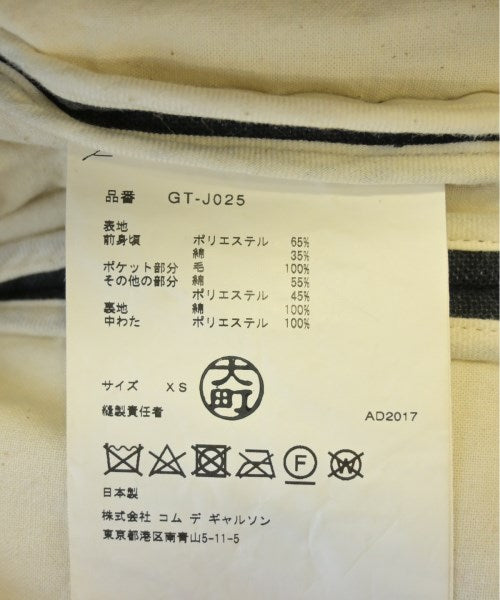 品番 GT-J025
表地
前身頃 ポリエステル 65%
綿 35%
ポケット部分 毛 100%
その他の部分 綿 55%
ポリエステル 45%
裏地 綿 100%
中わた ポリエステル 100%
サイズ XS
大町
縫製責任者
AD2017
F
W
日本製
株式会社 コム デ ギャルソン
東京都港区南青山5-11-5